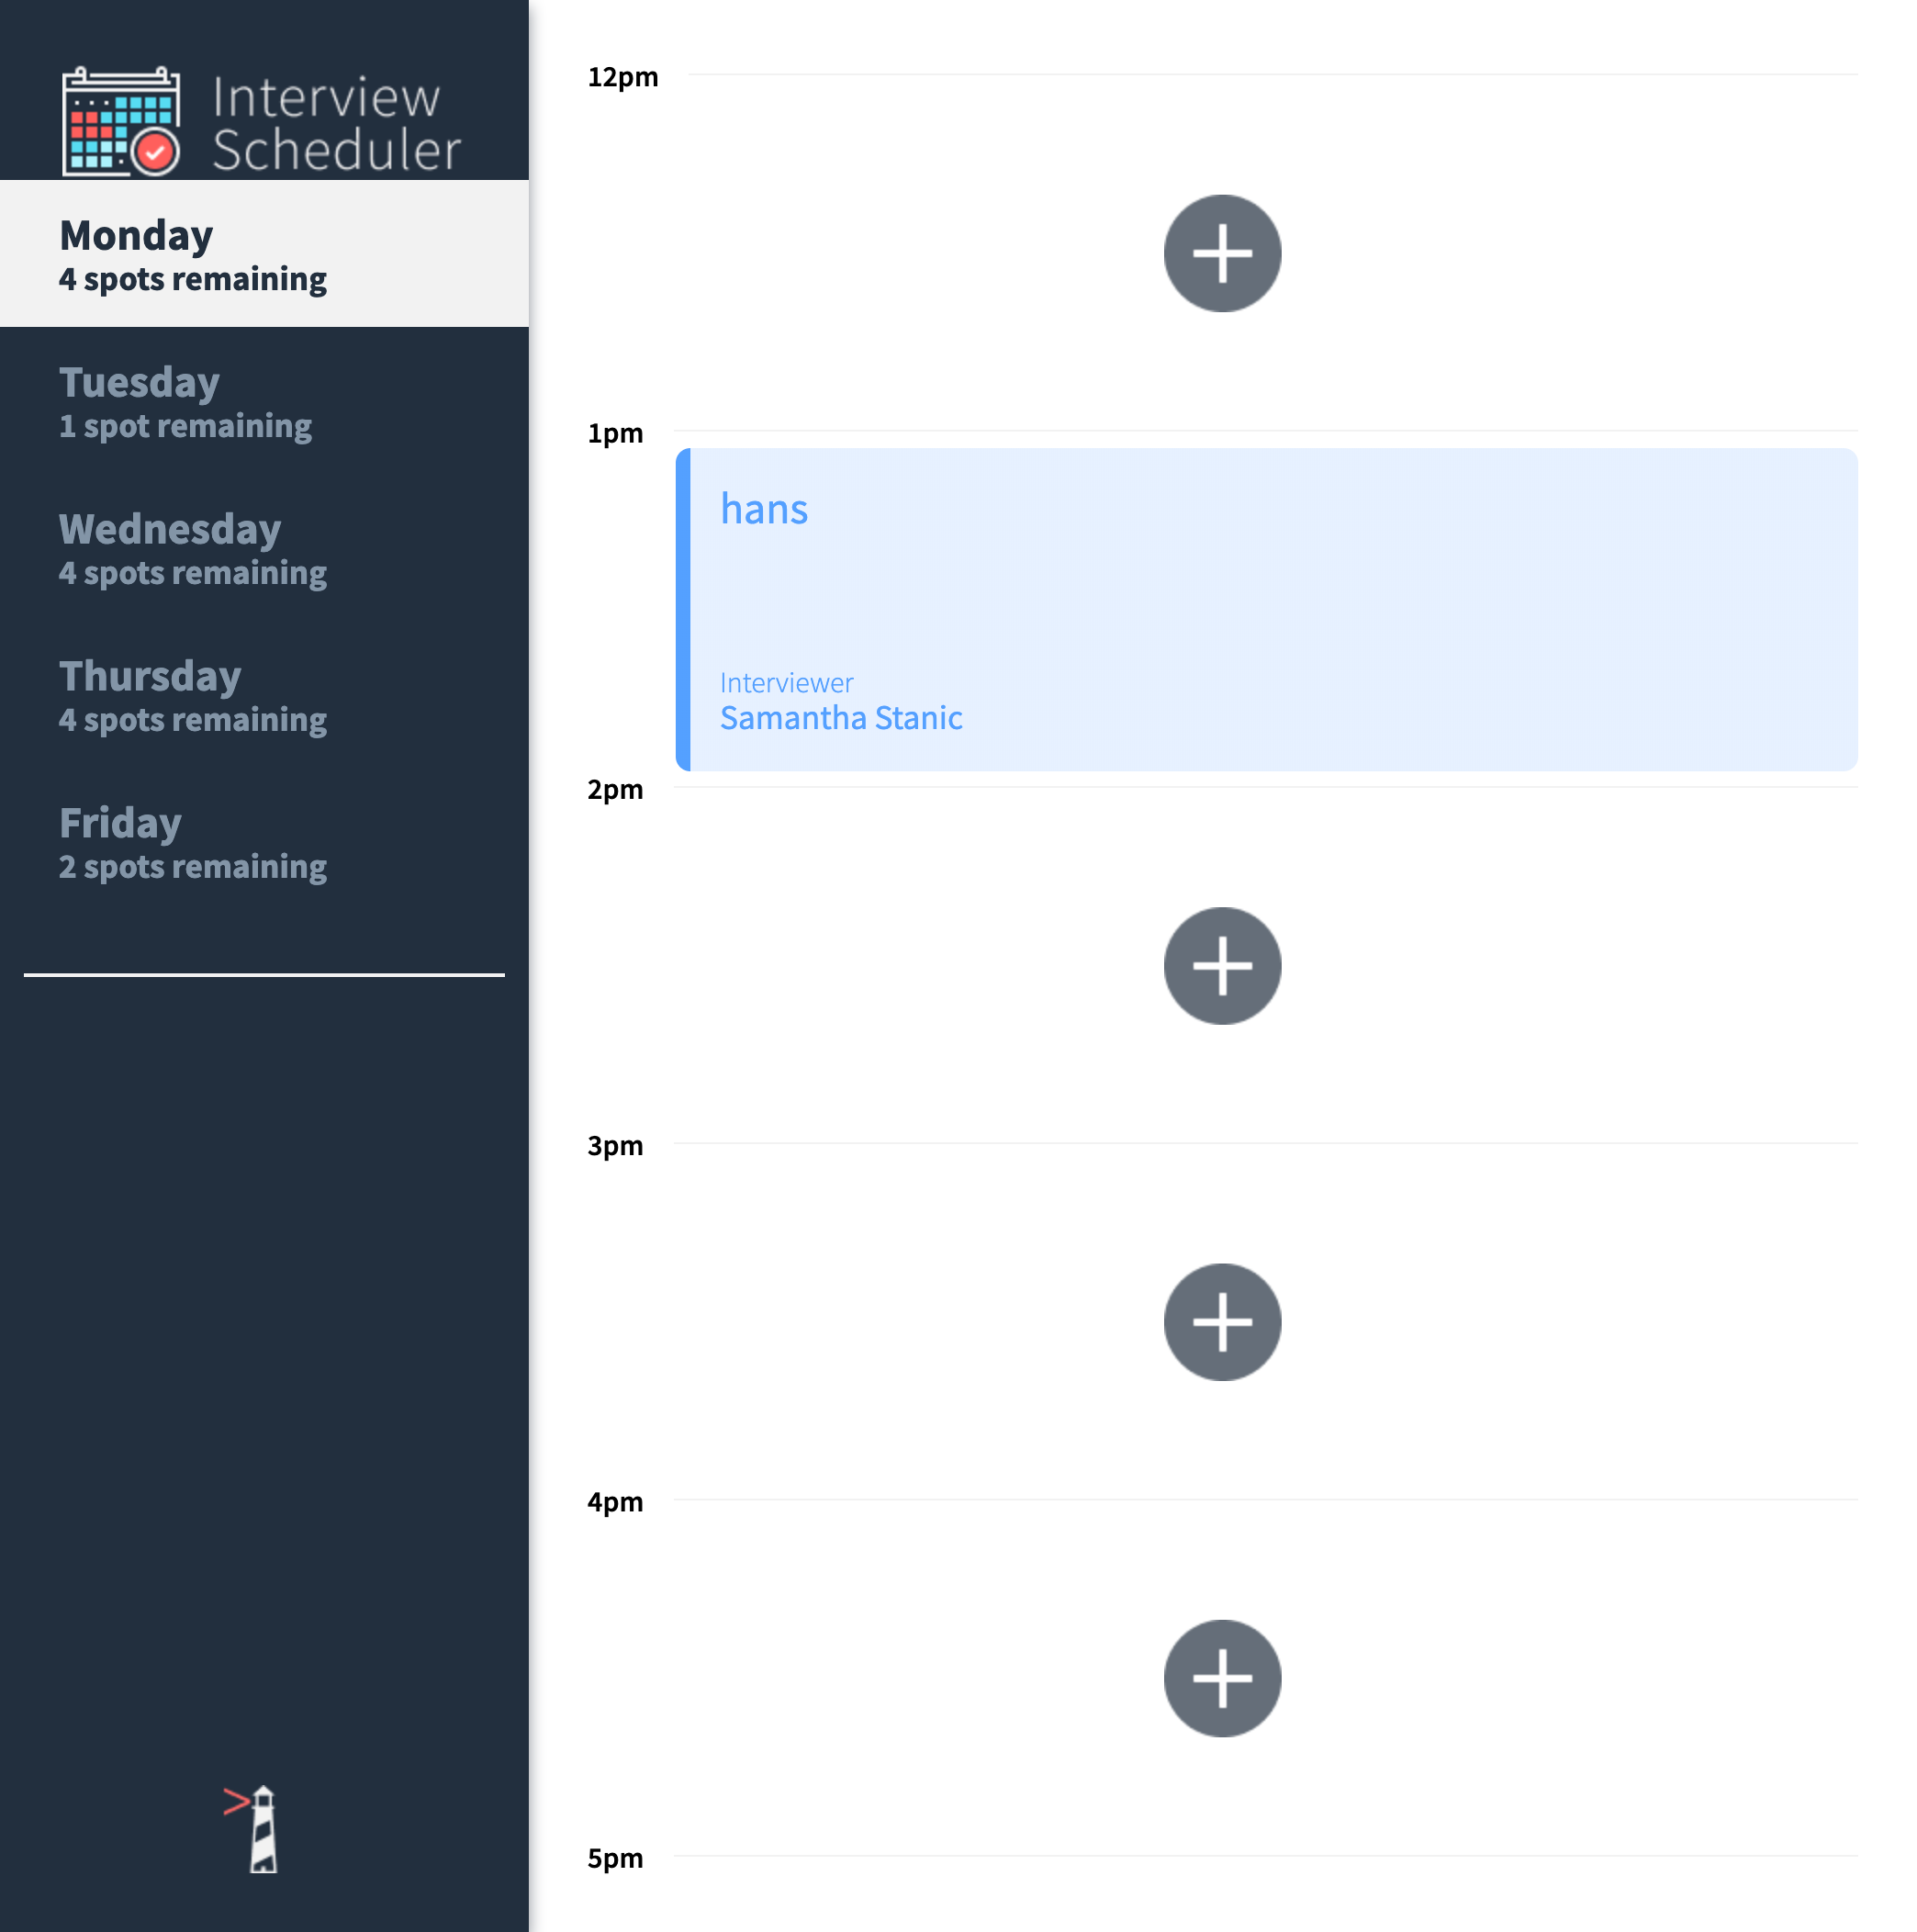 Interview
Scheduler
Monday
4 spots remaining
Tuesday
1 spot remaining
Wednesday
4 spots remaining
Thursday
4 spots remaining
Friday
2 spots remaining
12pm
1pm
hans
Interviewer
Samantha Stanic
2pm
3pm
4pm
5pm